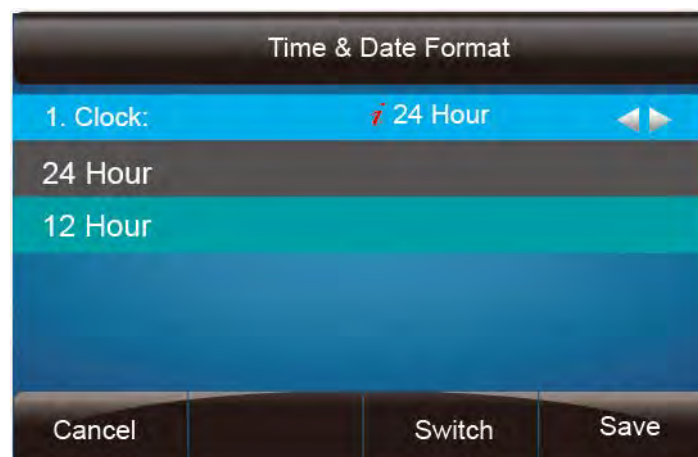 Time & Date Format
1. Clock: i 24 Hour
24 Hour
12 Hour
Cancel Switch Save